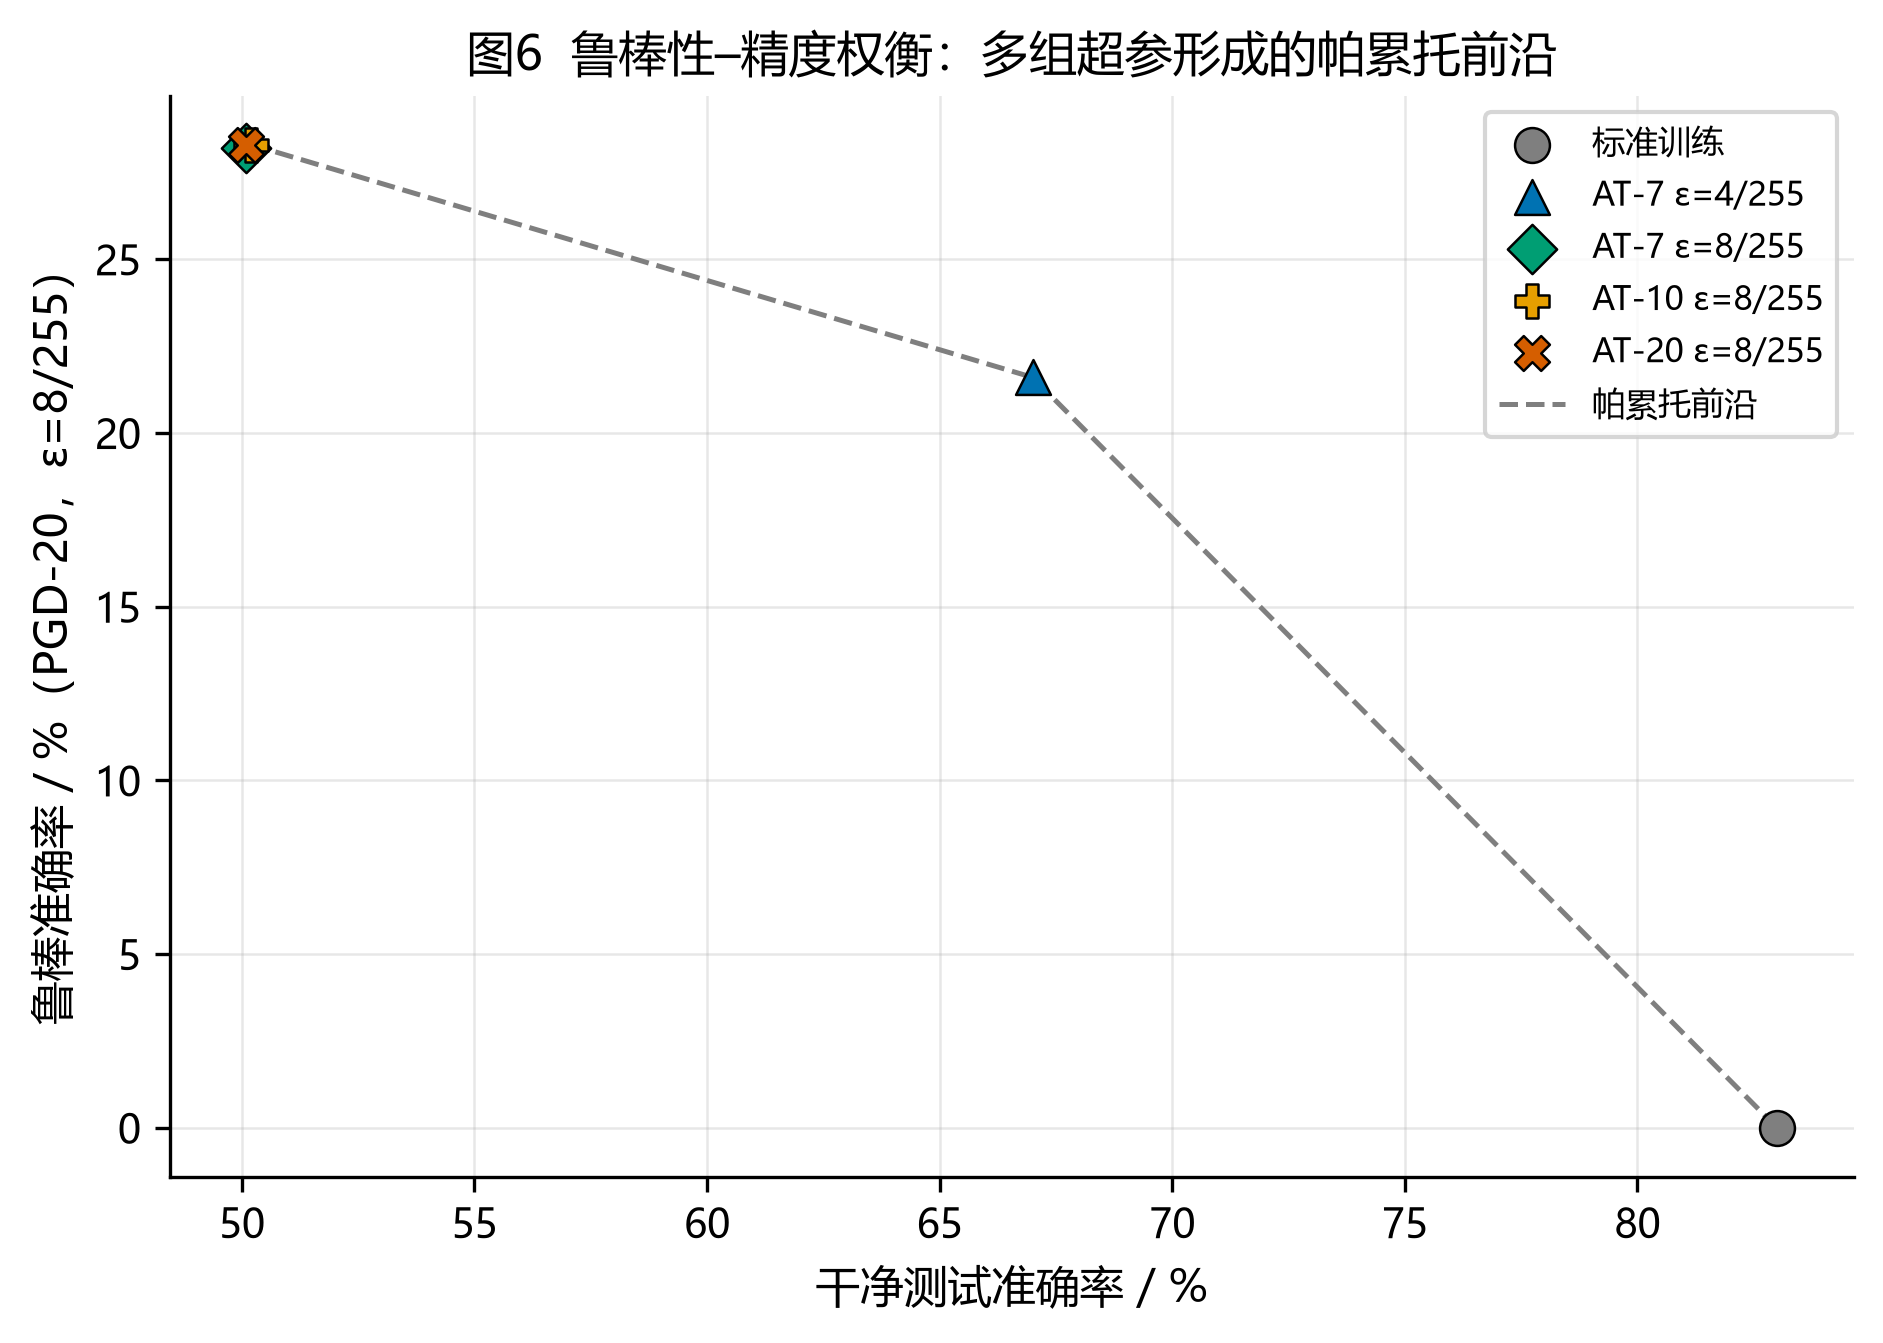 图6  鲁棒性–精度权衡：多组超参形成的帕累托前沿
标准训练
AT-7 ε=4/255
AT-7 ε=8/255
AT-10 ε=8/255
AT-20 ε=8/255
帕累托前沿
鲁棒准确率 / %（PGD-20，ε=8/255）
25
20
15
10
5
0
50 55 60 65 70 75 80
干净测试准确率 / %